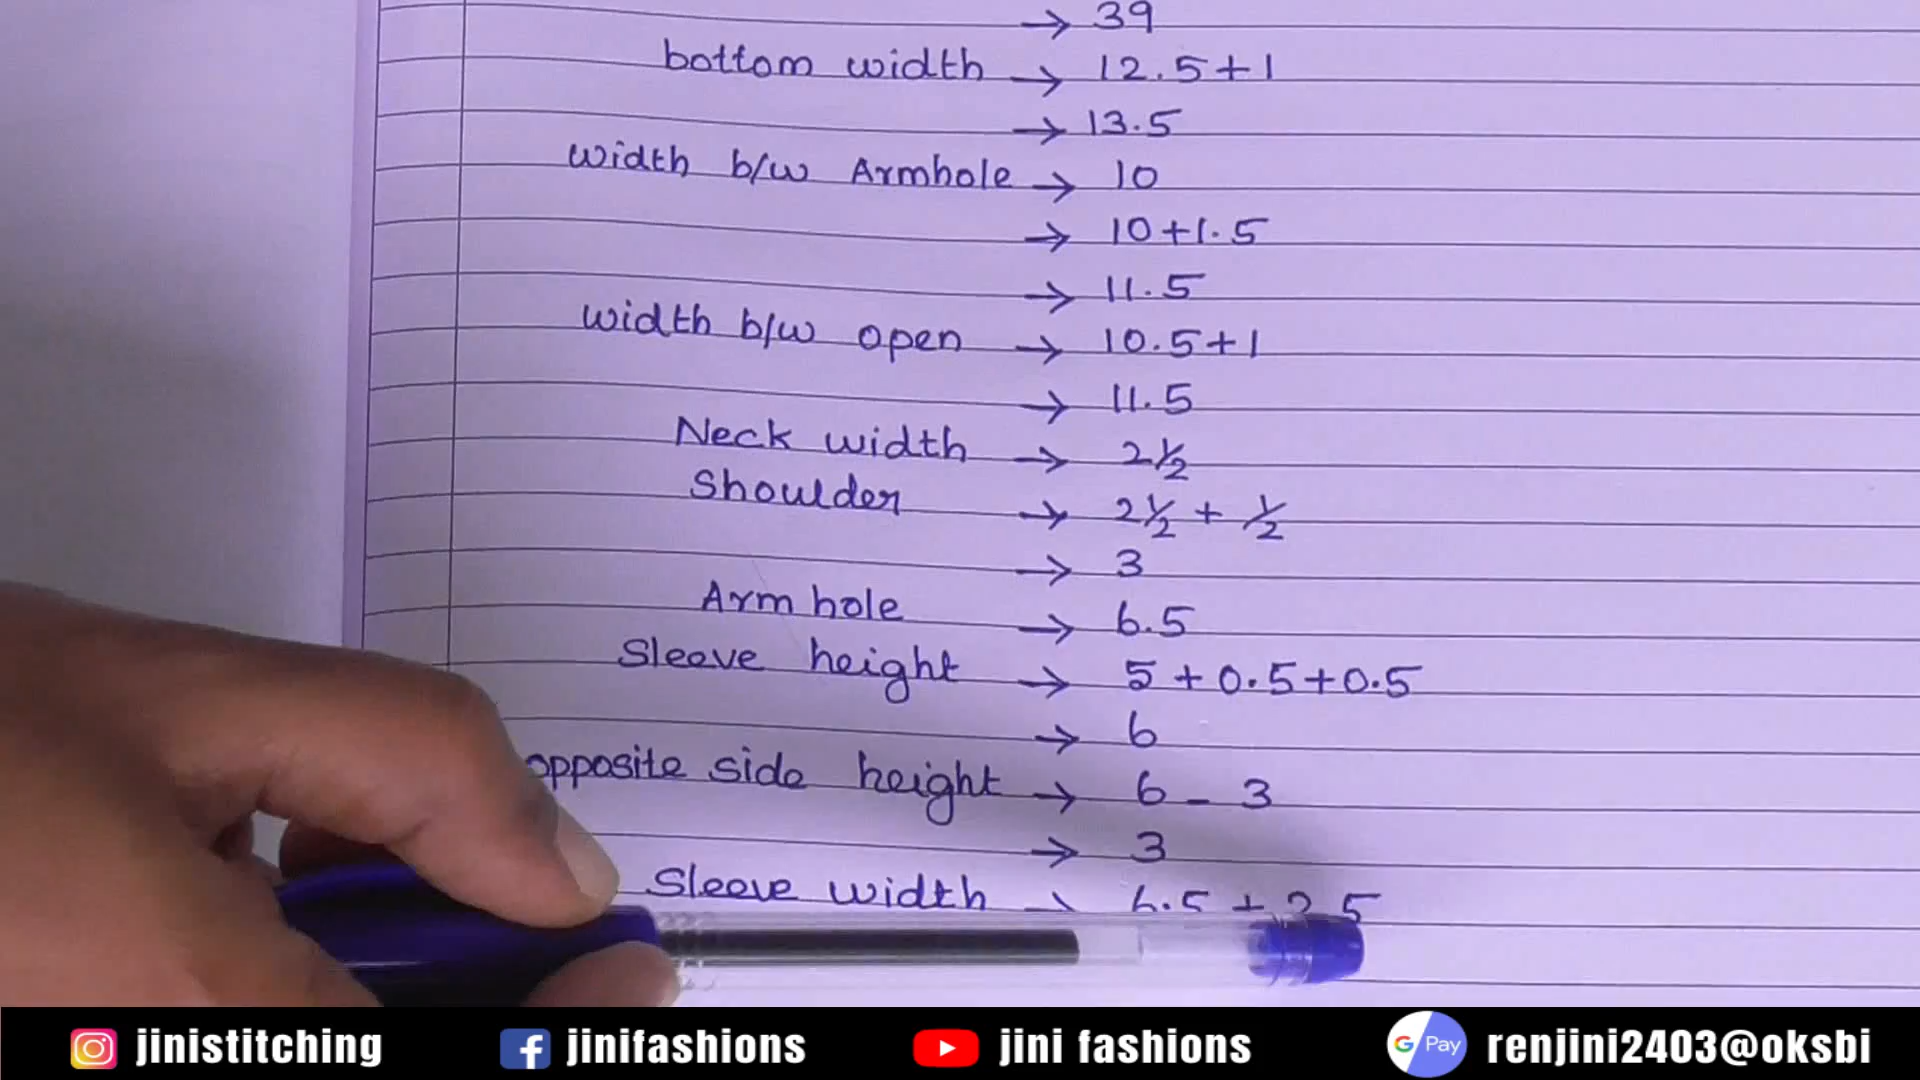 → 39
bottom width → 12.5+1
→ 13.5
width b/w Armhole → 10
→ 10+1.5
→ 11.5
width b/w open → 10.5+1
→ 11.5
Neck width → 2½
Shoulder → 2½ + ½
→ 3
Arm hole → 6.5
Sleeve height → 5+0.5+0.5
→ 6
opposite side height → 6 - 3
→ 3
Sleeve width → 6.5 +
jinistitching jinifashions jini fashions G Pay renjini2403@oksbi